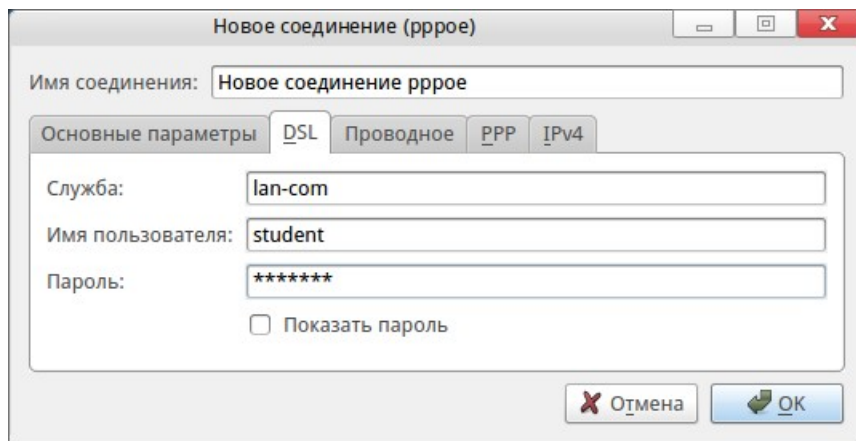 Новое соединение (pppoe)
Имя соединения: Новое соединение pppoe
Основные параметры DSL Проводное PPP IPv4
Служба: lan-com
Имя пользователя: student
Пароль: *******
Показать пароль
Отмена OK